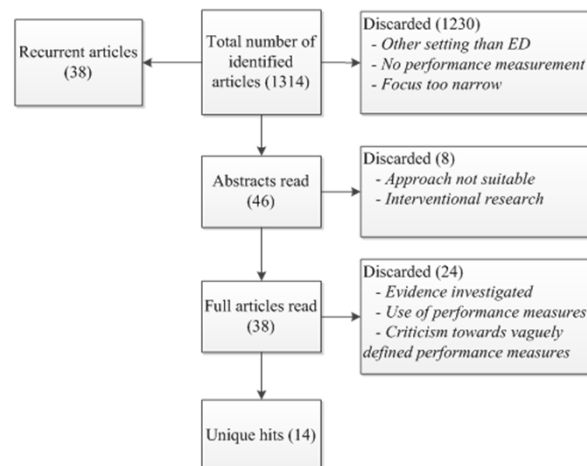 Recurrent articles
(38)
Total number of
identified
articles (1314)
Discarded (1230)
- Other setting than ED
- No performance measurement
- Focus too narrow
Abstracts read
(46)
Discarded (8)
- Approach not suitable
- Interventional research
Full articles read
(38)
Discarded (24)
- Evidence investigated
- Use of performance measures
- Criticism towards vaguely
defined performance measures
Unique hits (14)